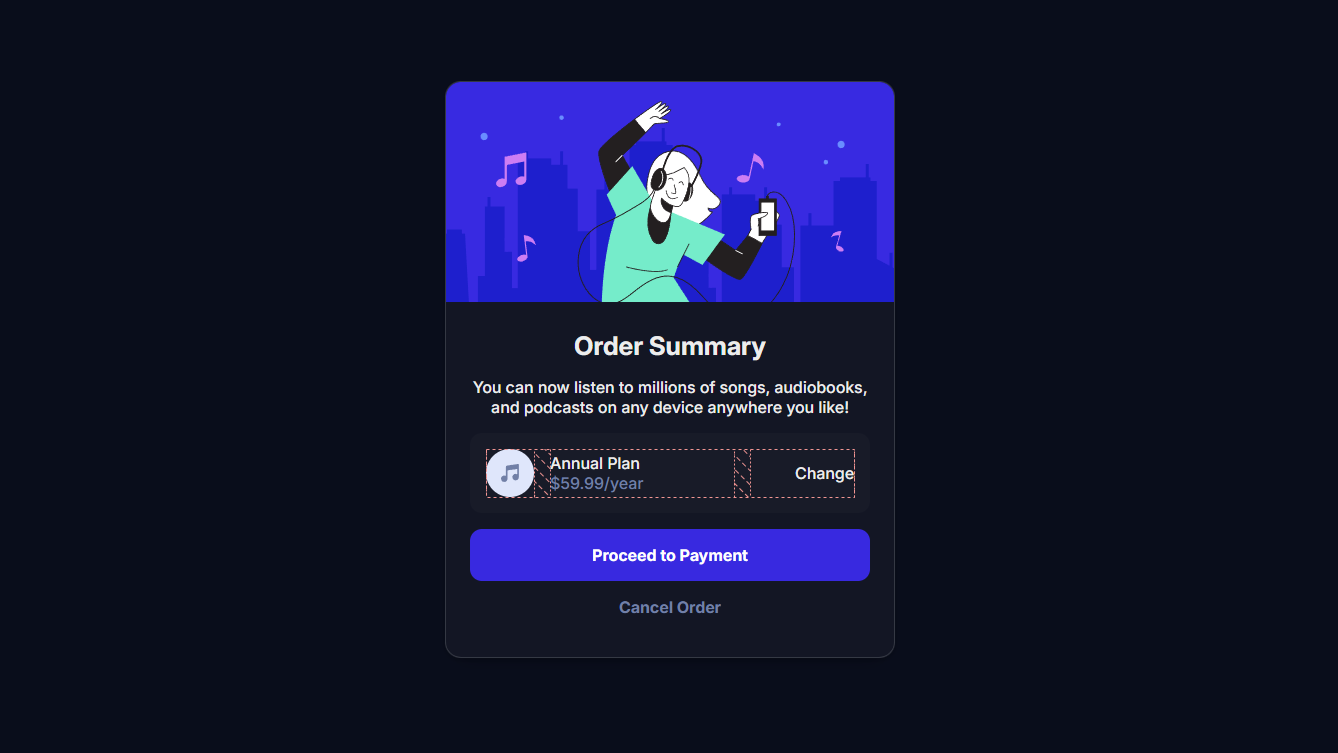 Order Summary
You can now listen to millions of songs, audiobooks,
and podcasts on any device anywhere you like!
Annual Plan
$59.99/year
Change
Proceed to Payment
Cancel Order